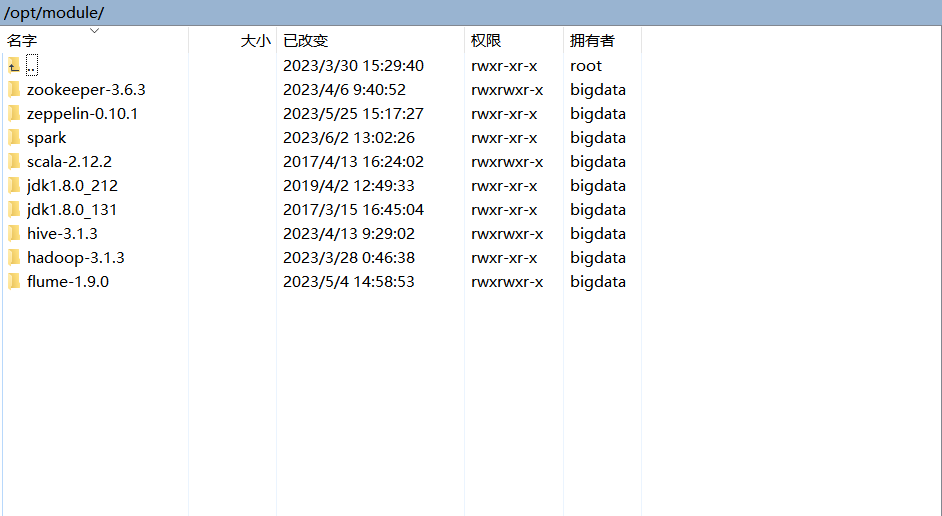 /opt/module/
名字 大小 已改变 权限 拥有者
.. 2023/3/30 15:29:40 rwxr-xr-x root
zookeeper-3.6.3 2023/4/6 9:40:52 rwxrwxr-x bigdata
zeppelin-0.10.1 2023/5/25 15:17:27 rwxr-xr-x bigdata
spark 2023/6/2 13:02:26 rwxr-xr-x bigdata
scala-2.12.2 2017/4/13 16:24:02 rwxrwxr-x bigdata
jdk1.8.0_212 2019/4/2 12:49:33 rwxr-xr-x bigdata
jdk1.8.0_131 2017/3/15 16:45:04 rwxr-xr-x bigdata
hive-3.1.3 2023/4/13 9:29:02 rwxrwxr-x bigdata
hadoop-3.1.3 2023/3/28 0:46:38 rwxr-xr-x bigdata
flume-1.9.0 2023/5/4 14:58:53 rwxrwxr-x bigdata